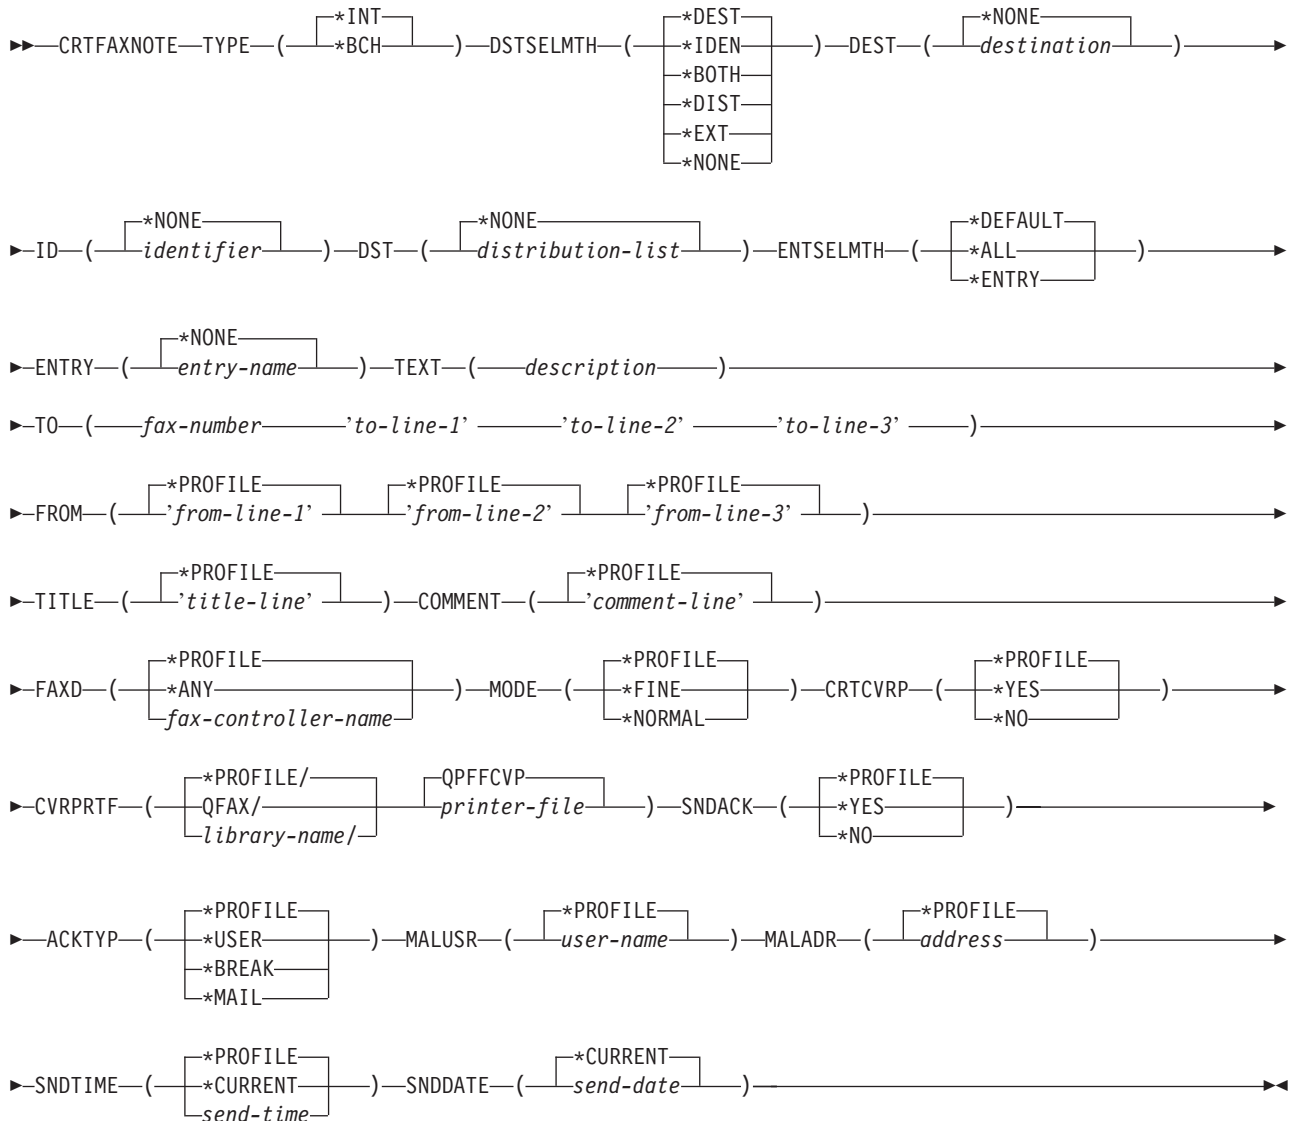 *INT *DEST *NONE
CRTFAXNOTE TYPE ( *BCH ) DSTSELMTH ( *IDEN ) DEST ( destination )
*BOTH
*DIST
*EXT
*NONE
*NONE *NONE *DEFAULT
ID ( identifier ) DST ( distribution-list ) ENTSELMTH ( *ALL )
*ENTRY
*NONE
ENTRY ( entry-name ) TEXT ( description )
TO ( fax-number 'to-line-1' 'to-line-2' 'to-line-3' )
*PROFILE *PROFILE *PROFILE
FROM ( 'from-line-1' 'from-line-2' 'from-line-3' )
*PROFILE *PROFILE
TITLE ( 'title-line' ) COMMENT ( 'comment-line' )
*PROFILE *PROFILE *PROFILE
FAXD ( *ANY ) MODE ( *FINE ) CRTCVRP ( *YES )
fax-controller-name *NORMAL *NO
*PROFILE/ QPFFCVP *PROFILE
CVRPRTF ( QFAX/ printer-file ) SNDACK ( *YES )
library-name/ *NO
*PROFILE *PROFILE *PROFILE
ACKTYP ( *USER ) MALUSR ( user-name ) MALADR ( address )
*BREAK
*MAIL
*PROFILE *CURRENT
SNDTIME ( *CURRENT ) SNDDATE ( send-date )
send-time